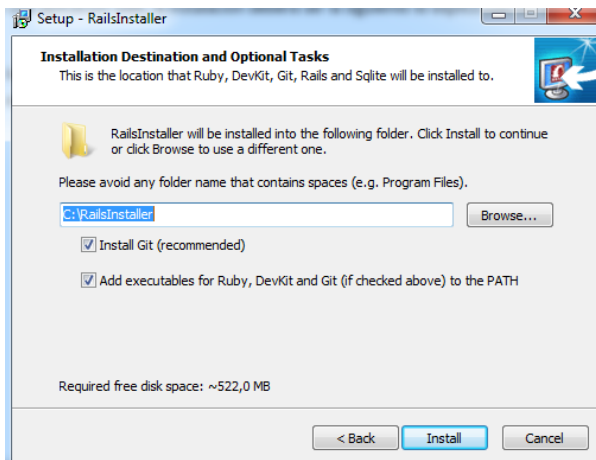 Setup - RailsInstaller
Installation Destination and Optional Tasks
This is the location that Ruby, DevKit, Git, Rails and Sqlite will be installed to.
RailsInstaller will be installed into the following folder. Click Install to continue
or click Browse to use a different one.
Please avoid any folder name that contains spaces (e.g. Program Files).
C:\RailsInstaller
Browse...
Install Git (recommended)
Add executables for Ruby, DevKit and Git (if checked above) to the PATH
Required free disk space: ~522,0 MB
< Back
Install
Cancel